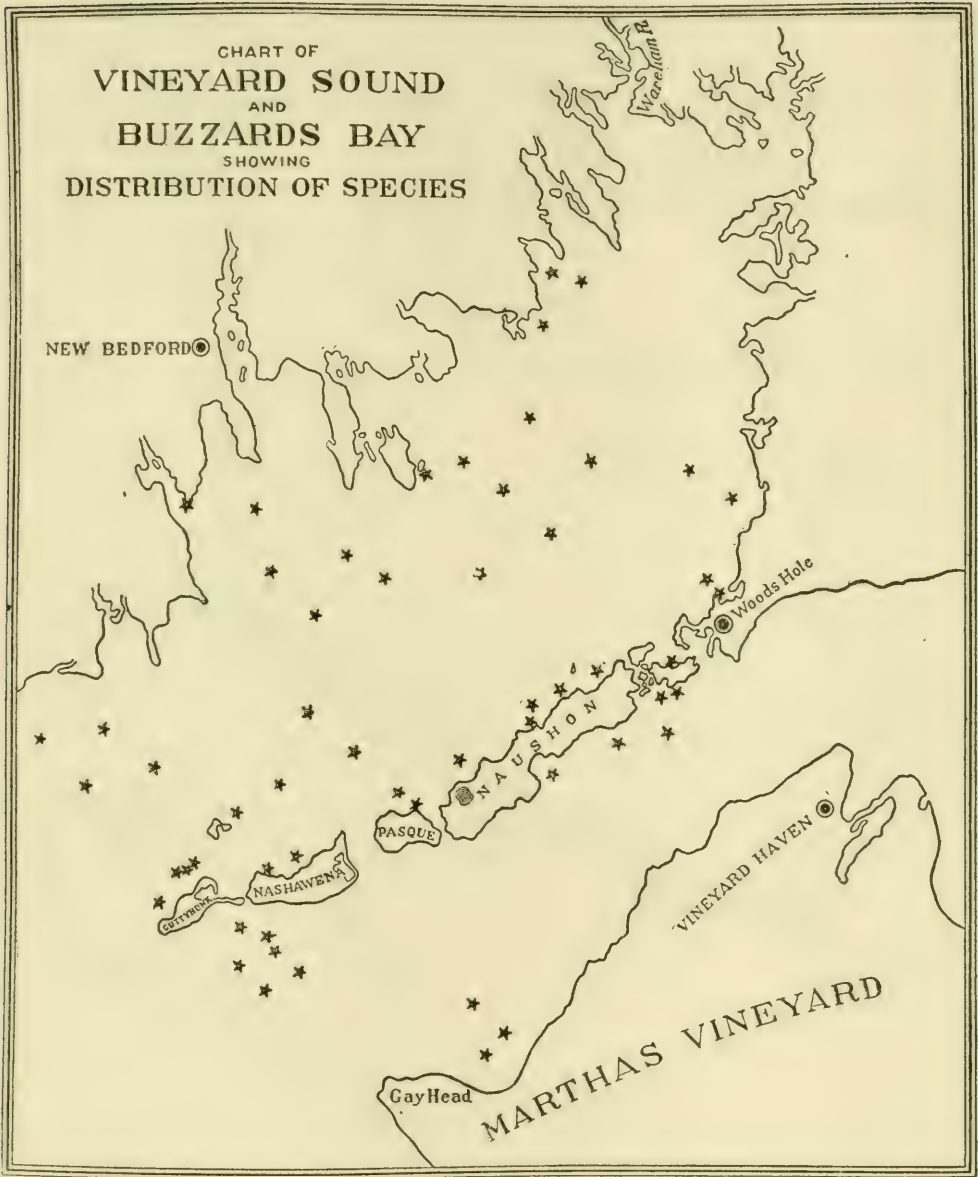 CHART OF
VINEYARD SOUND
AND
BUZZARDS BAY
SHOWING
DISTRIBUTION OF SPECIES
Wareham R.
NEW BEDFORD
Woods Hole
NAUSHON
PASQUE
NASHAWENA
CUTTYHUNK
VINEYARD HAVEN
MARTHAS VINEYARD
Gay Head